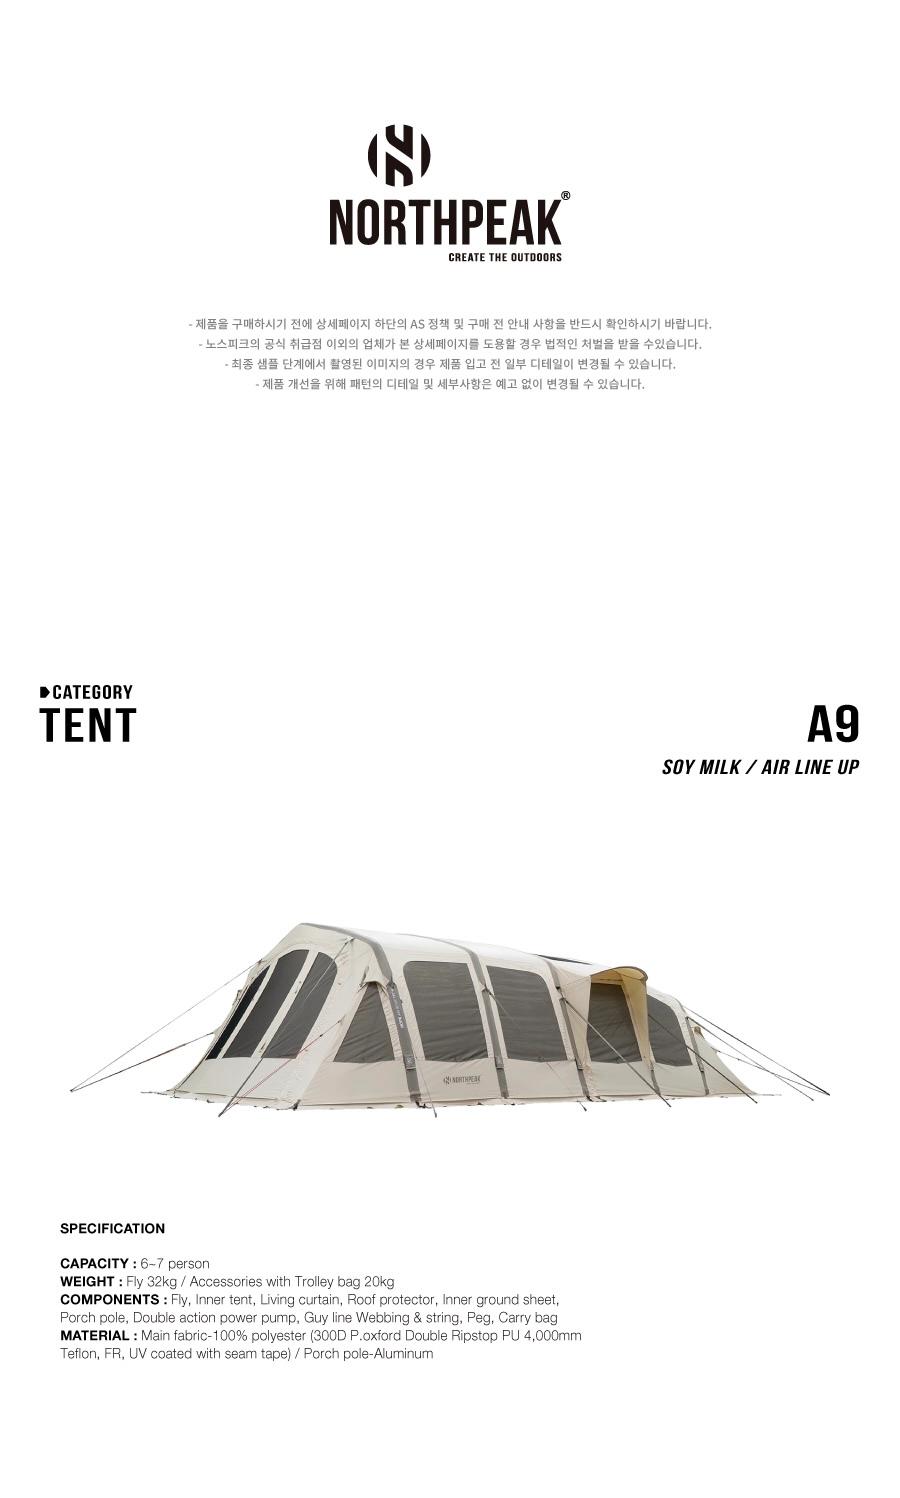 NORTHPEAK®
CREATE THE OUTDOORS
- 제품을 구매하시기 전에 상세페이지 하단의 AS 정책 및 구매 전 안내 사항을 반드시 확인하시기 바랍니다.
- 노스피크의 공식 취급점 이외의 업체가 본 상세페이지를 도용할 경우 법적인 처벌을 받을 수있습니다.
- 최종 샘플 단계에서 촬영된 이미지의 경우 제품 입고 전 일부 디테일이 변경될 수 있습니다.
- 제품 개선을 위해 패턴의 디테일 및 세부사항은 예고 없이 변경될 수 있습니다.
CATEGORY
TENT
A9
SOY MILK / AIR LINE UP
NORTHPEAK
SPECIFICATION
CAPACITY : 6~7 person
WEIGHT : Fly 32kg / Accessories with Trolley bag 20kg
COMPONENTS : Fly, Inner tent, Living curtain, Roof protector, Inner ground sheet,
Porch pole, Double action power pump, Guy line Webbing & string, Peg, Carry bag
MATERIAL : Main fabric-100% polyester (300D P.oxford Double Ripstop PU 4,000mm
Teflon, FR, UV coated with seam tape) / Porch pole-Aluminum